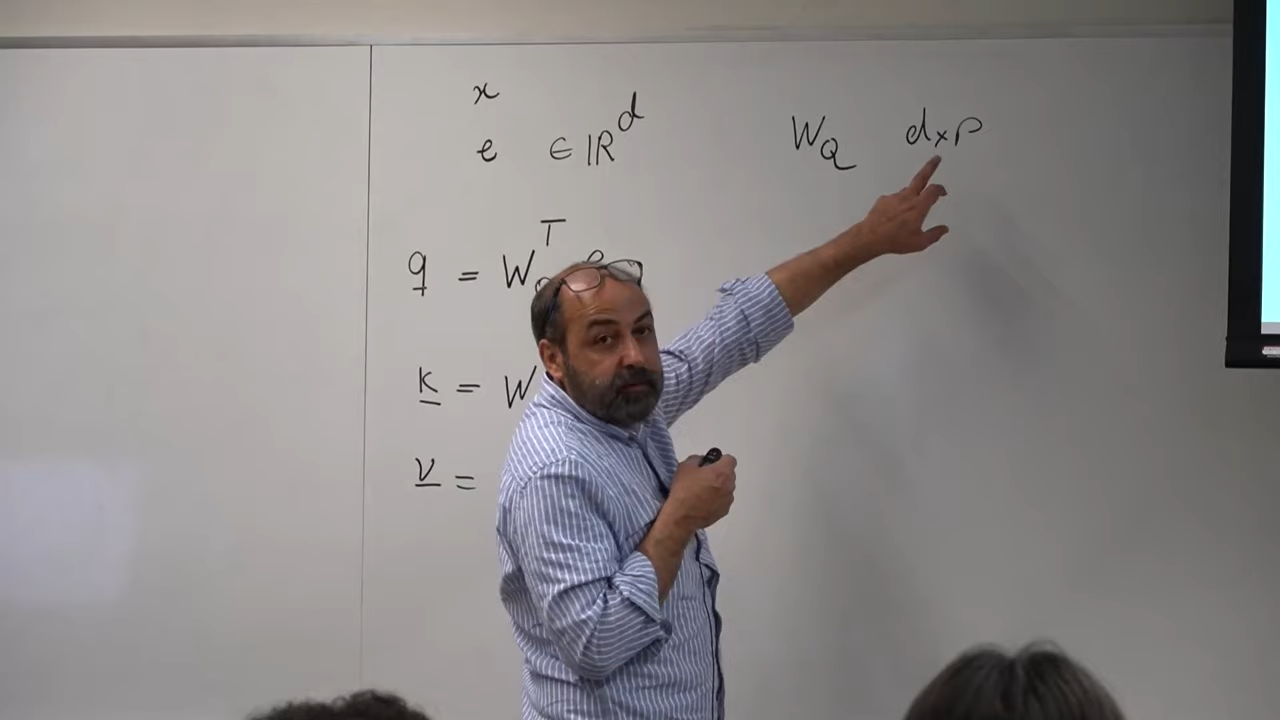 x
e ∈ ℝ^d
W_Q d×p
q = W^T e
k = W
v =